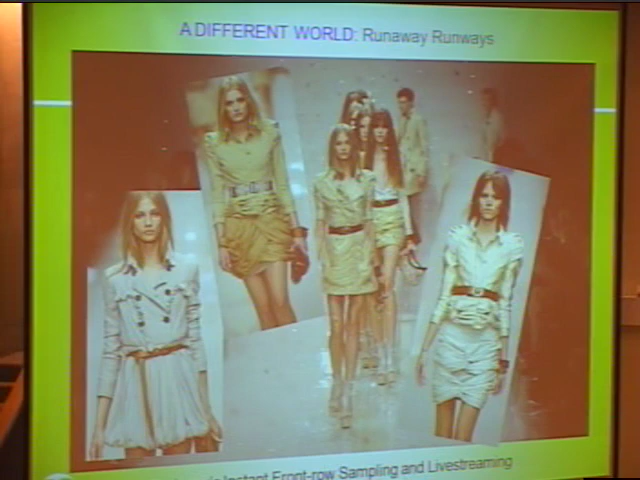 A DIFFERENT WORLD: Runaway Runways
Instant Front-row Sampling and Livestreaming